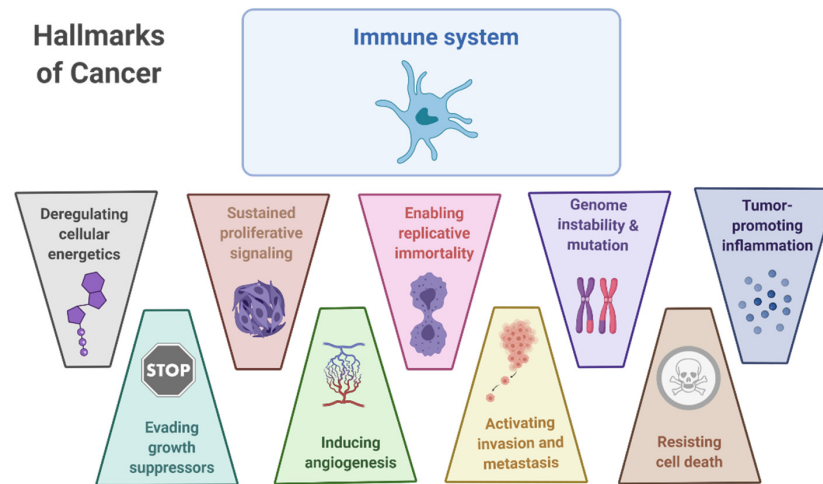 Hallmarks
of Cancer
Immune system
Deregulating
cellular
energetics
Sustained
proliferative
signaling
Enabling
replicative
immortality
Genome
instability &
mutation
Tumor-
promoting
inflammation
STOP
Evading
growth
suppressors
Inducing
angiogenesis
Activating
invasion and
metastasis
Resisting
cell death